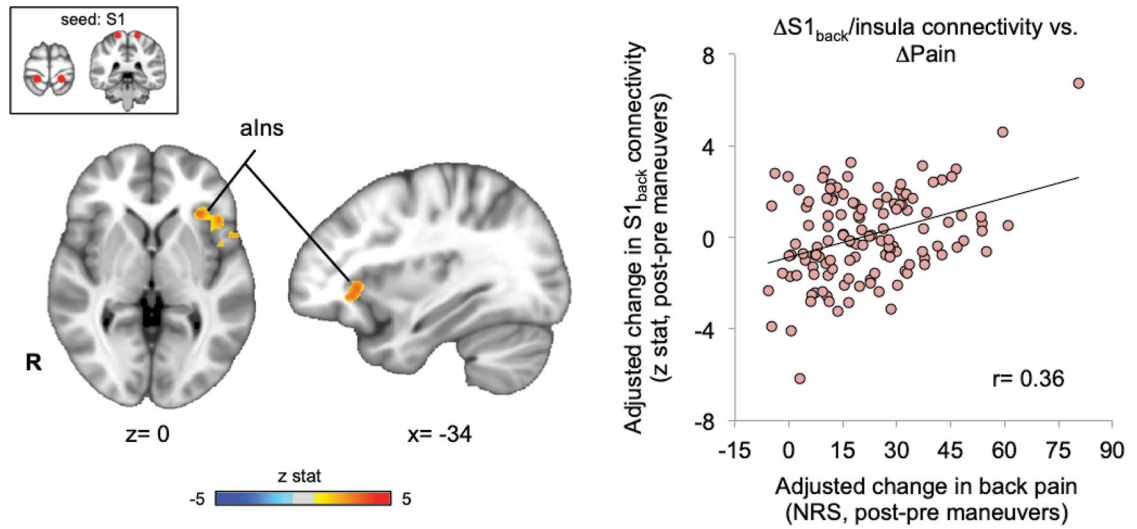 seed: S1
aIns
R
z= 0
x= -34
z stat
-5
5
ΔS1back/insula connectivity vs.
ΔPain
Adjusted change in S1back connectivity
(z stat, post-pre maneuvers)
8
4
0
-4
-8
r= 0.36
-15 0 15 30 45 60 75 90
Adjusted change in back pain
(NRS, post-pre maneuvers)